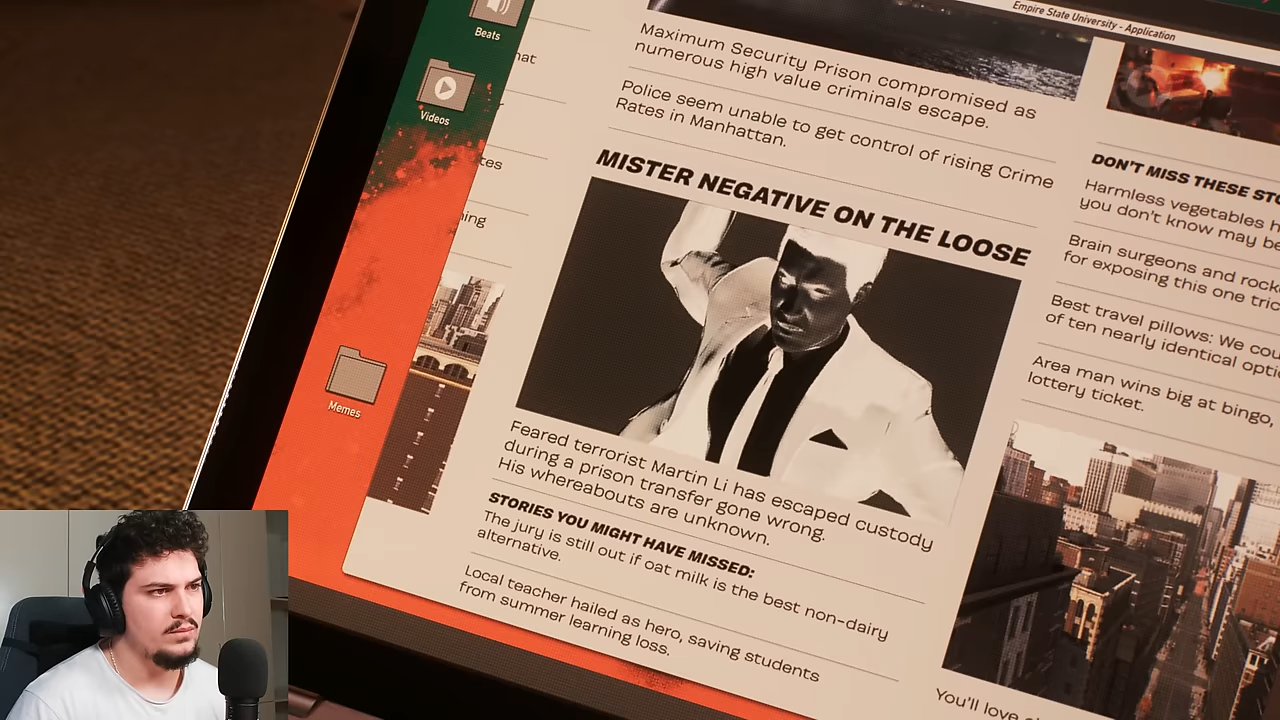 Empire State University - Application
Beats
Videos
Memes
Maximum Security Prison compromised as
numerous high value criminals escape.
Police seem unable to get control of rising Crime
Rates in Manhattan.
MISTER NEGATIVE ON THE LOOSE
Feared terrorist Martin Li has escaped custody
during a prison transfer gone wrong.
His whereabouts are unknown.
STORIES YOU MIGHT HAVE MISSED:
The jury is still out if oat milk is the best non-dairy
alternative.
Local teacher hailed as hero, saving students
from summer learning loss,
DON'T MISS THESE
Harmless vegetables
you don't know may be
Brain surgeons and
for exposing this one
Best travel pillows: We
of ten nearly identical
Area man wins big at bingo,
lottery ticket.
You'll love